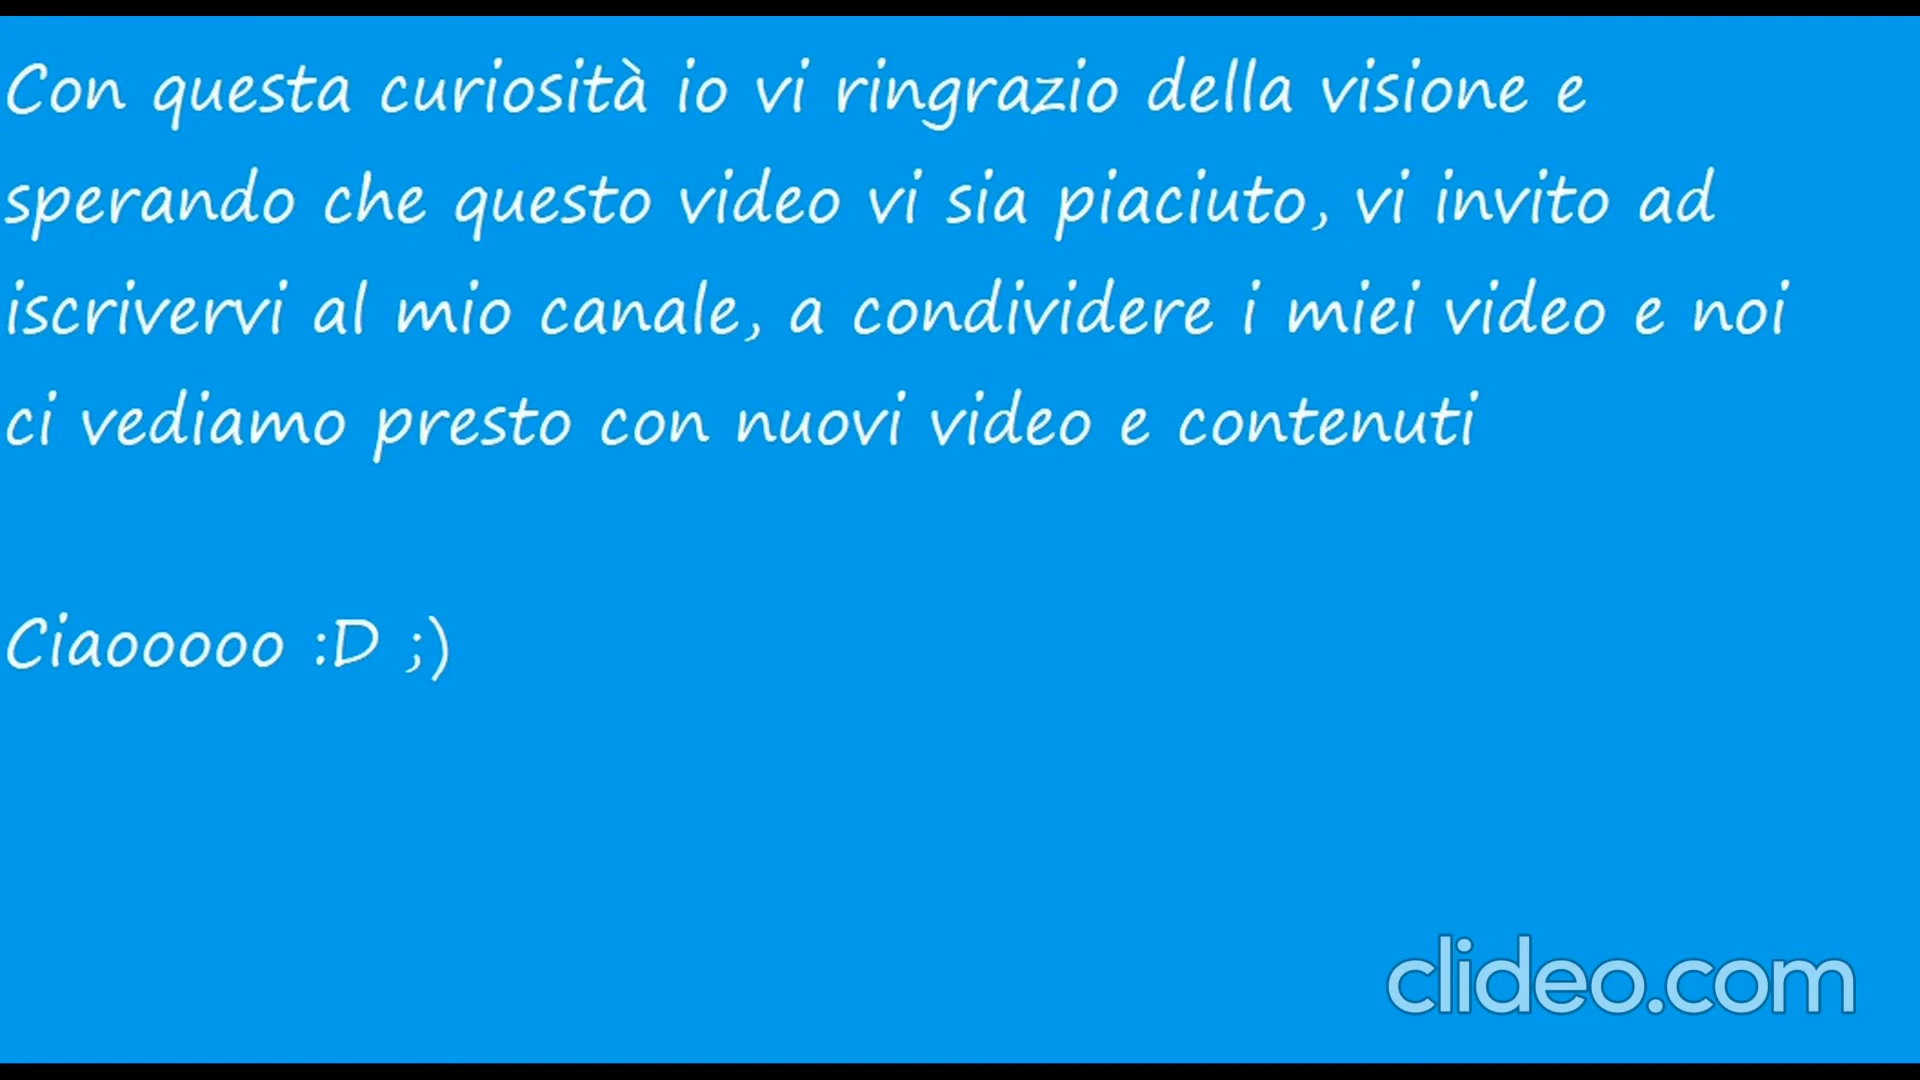 Con questa curiosità io vi ringrazio della visione e
sperando che questo video vi sia piaciuto, vi invito ad
iscrivervi al mio canale, a condividere i miei video e noi
ci vediamo presto con nuovi video e contenuti
Ciaooooo :D ;)
clideo.com